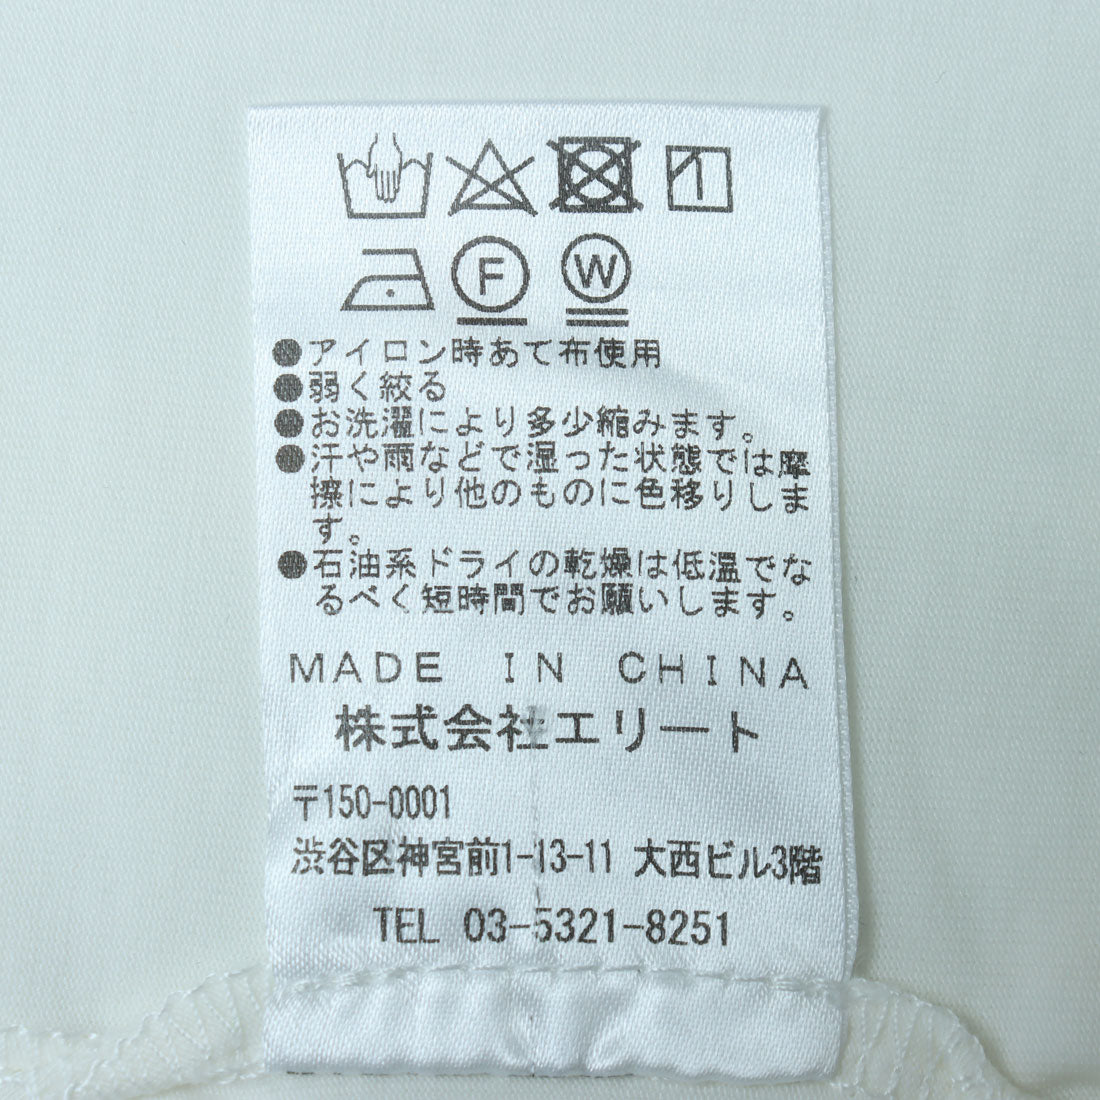 F W
●アイロン時あて布使用
●弱く絞る
●お洗濯により多少縮みます。
●汗や雨などで湿った状態では摩
擦により他のものに色移りしま
す。
●石油系ドライの乾燥は低温でな
るべく短時間でお願いします。
MADE IN CHINA
株式会社エリート
〒150-0001
渋谷区神宮前1-13-11 大西ビル3階
TEL 03-5321-8251